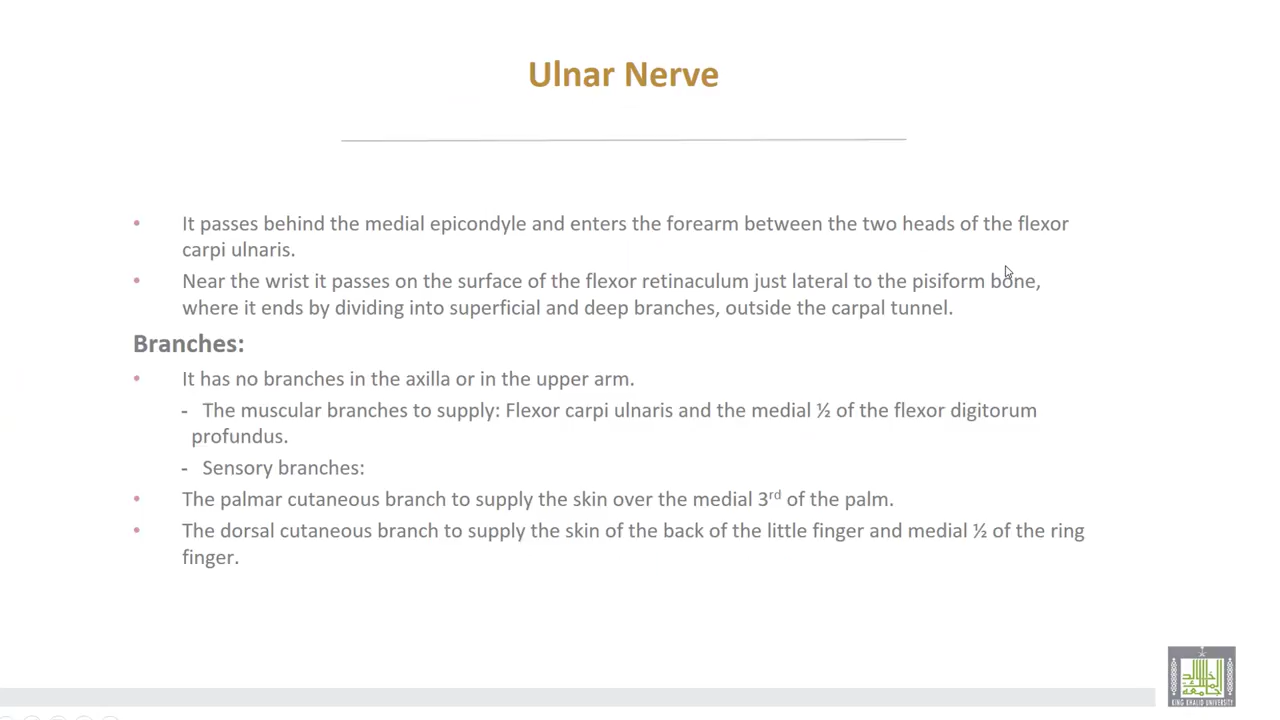 Ulnar Nerve
• It passes behind the medial epicondyle and enters the forearm between the two heads of the flexor
carpi ulnaris.
• Near the wrist it passes on the surface of the flexor retinaculum just lateral to the pisiform bone,
where it ends by dividing into superficial and deep branches, outside the carpal tunnel.
Branches:
• It has no branches in the axilla or in the upper arm.
- The muscular branches to supply: Flexor carpi ulnaris and the medial ½ of the flexor digitorum
profundus.
- Sensory branches:
• The palmar cutaneous branch to supply the skin over the medial 3rd of the palm.
• The dorsal cutaneous branch to supply the skin of the back of the little finger and medial ½ of the ring
finger.
KING KHALID UNIVERSITY